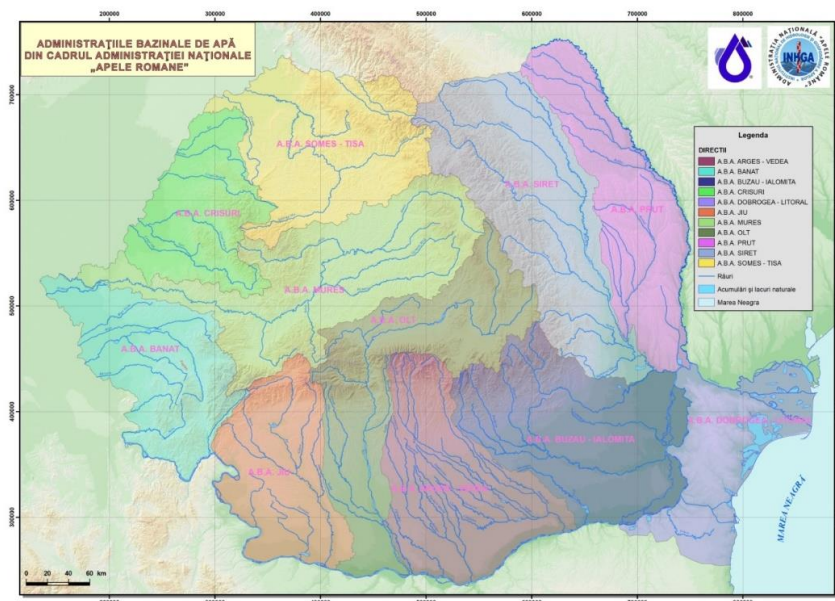 200000 300000 400000 500000 600000 700000 800000
ADMINISTRAŢIILE BAZINALE DE APĂ
DIN CADRUL ADMINISTRAŢIEI NAŢIONALE
„APELE ROMANE”
ADMINISTRAŢIA NAŢIONALĂ
INHGA
700000
600000
500000
400000
300000
A.B.A. SOMES - TISA
A.B.A. SIRET
A.B.A. CRISURI
A.B.A. PRUT
A.B.A. MURES
A.B.A. OLT
A.B.A. BANAT
A.B.A. BUZAU - IALOMITA
A.B.A. JIU
MAREA NEAGRĂ
Legenda
DIRECTII
A.B.A. ARGES - VEDEA
A.B.A. BANAT
A.B.A. BUZAU - IALOMITA
A.B.A. CRISURI
A.B.A. DOBROGEA - LITORAL
A.B.A. JIU
A.B.A. MURES
A.B.A. OLT
A.B.A. PRUT
A.B.A. SIRET
A.B.A. SOMES - TISA
Râuri
Acumulări şi lacuri naturale
Marea Neagra
0 20 40 60 km